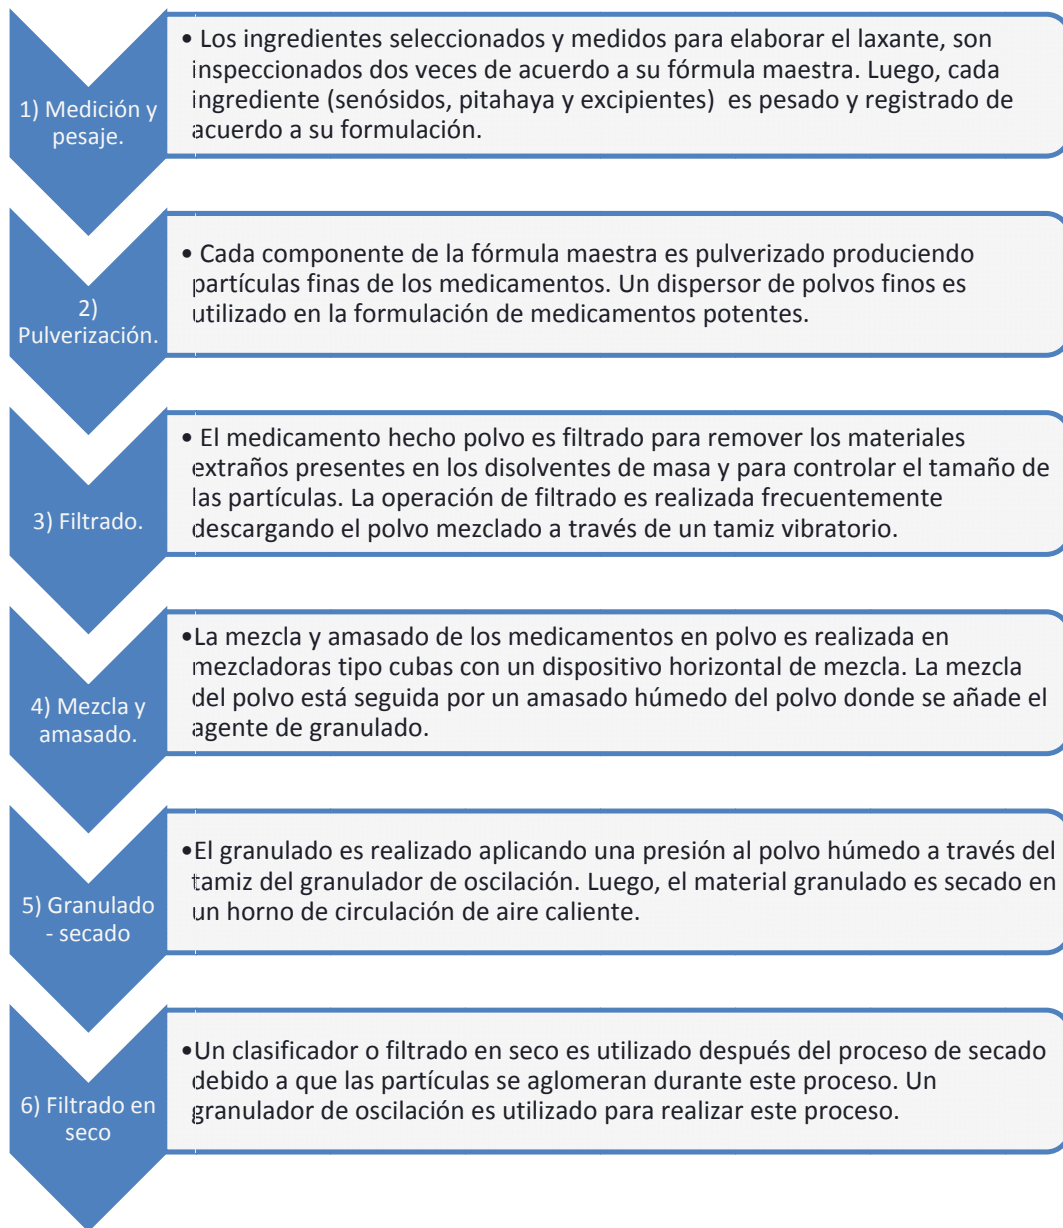 1) Medición y
pesaje.
• Los ingredientes seleccionados y medidos para elaborar el laxante, son
inspeccionados dos veces de acuerdo a su fórmula maestra. Luego, cada
ingrediente (senósidos, pitahaya y excipientes) es pesado y registrado de
acuerdo a su formulación.
2)
Pulverización.
• Cada componente de la fórmula maestra es pulverizado produciendo
partículas finas de los medicamentos. Un dispersor de polvos finos es
utilizado en la formulación de medicamentos potentes.
3) Filtrado.
• El medicamento hecho polvo es filtrado para remover los materiales
extraños presentes en los disolventes de masa y para controlar el tamaño de
las partículas. La operación de filtrado es realizada frecuentemente
descargando el polvo mezclado a través de un tamiz vibratorio.
4) Mezcla y
amasado.
•La mezcla y amasado de los medicamentos en polvo es realizada en
mezcladoras tipo cubas con un dispositivo horizontal de mezcla. La mezcla
del polvo está seguida por un amasado húmedo del polvo donde se añade el
agente de granulado.
5) Granulado
- secado
•El granulado es realizado aplicando una presión al polvo húmedo a través del
tamiz del granulador de oscilación. Luego, el material granulado es secado en
un horno de circulación de aire caliente.
6) Filtrado en
seco
•Un clasificador o filtrado en seco es utilizado después del proceso de secado
debido a que las partículas se aglomeran durante este proceso. Un
granulador de oscilación es utilizado para realizar este proceso.